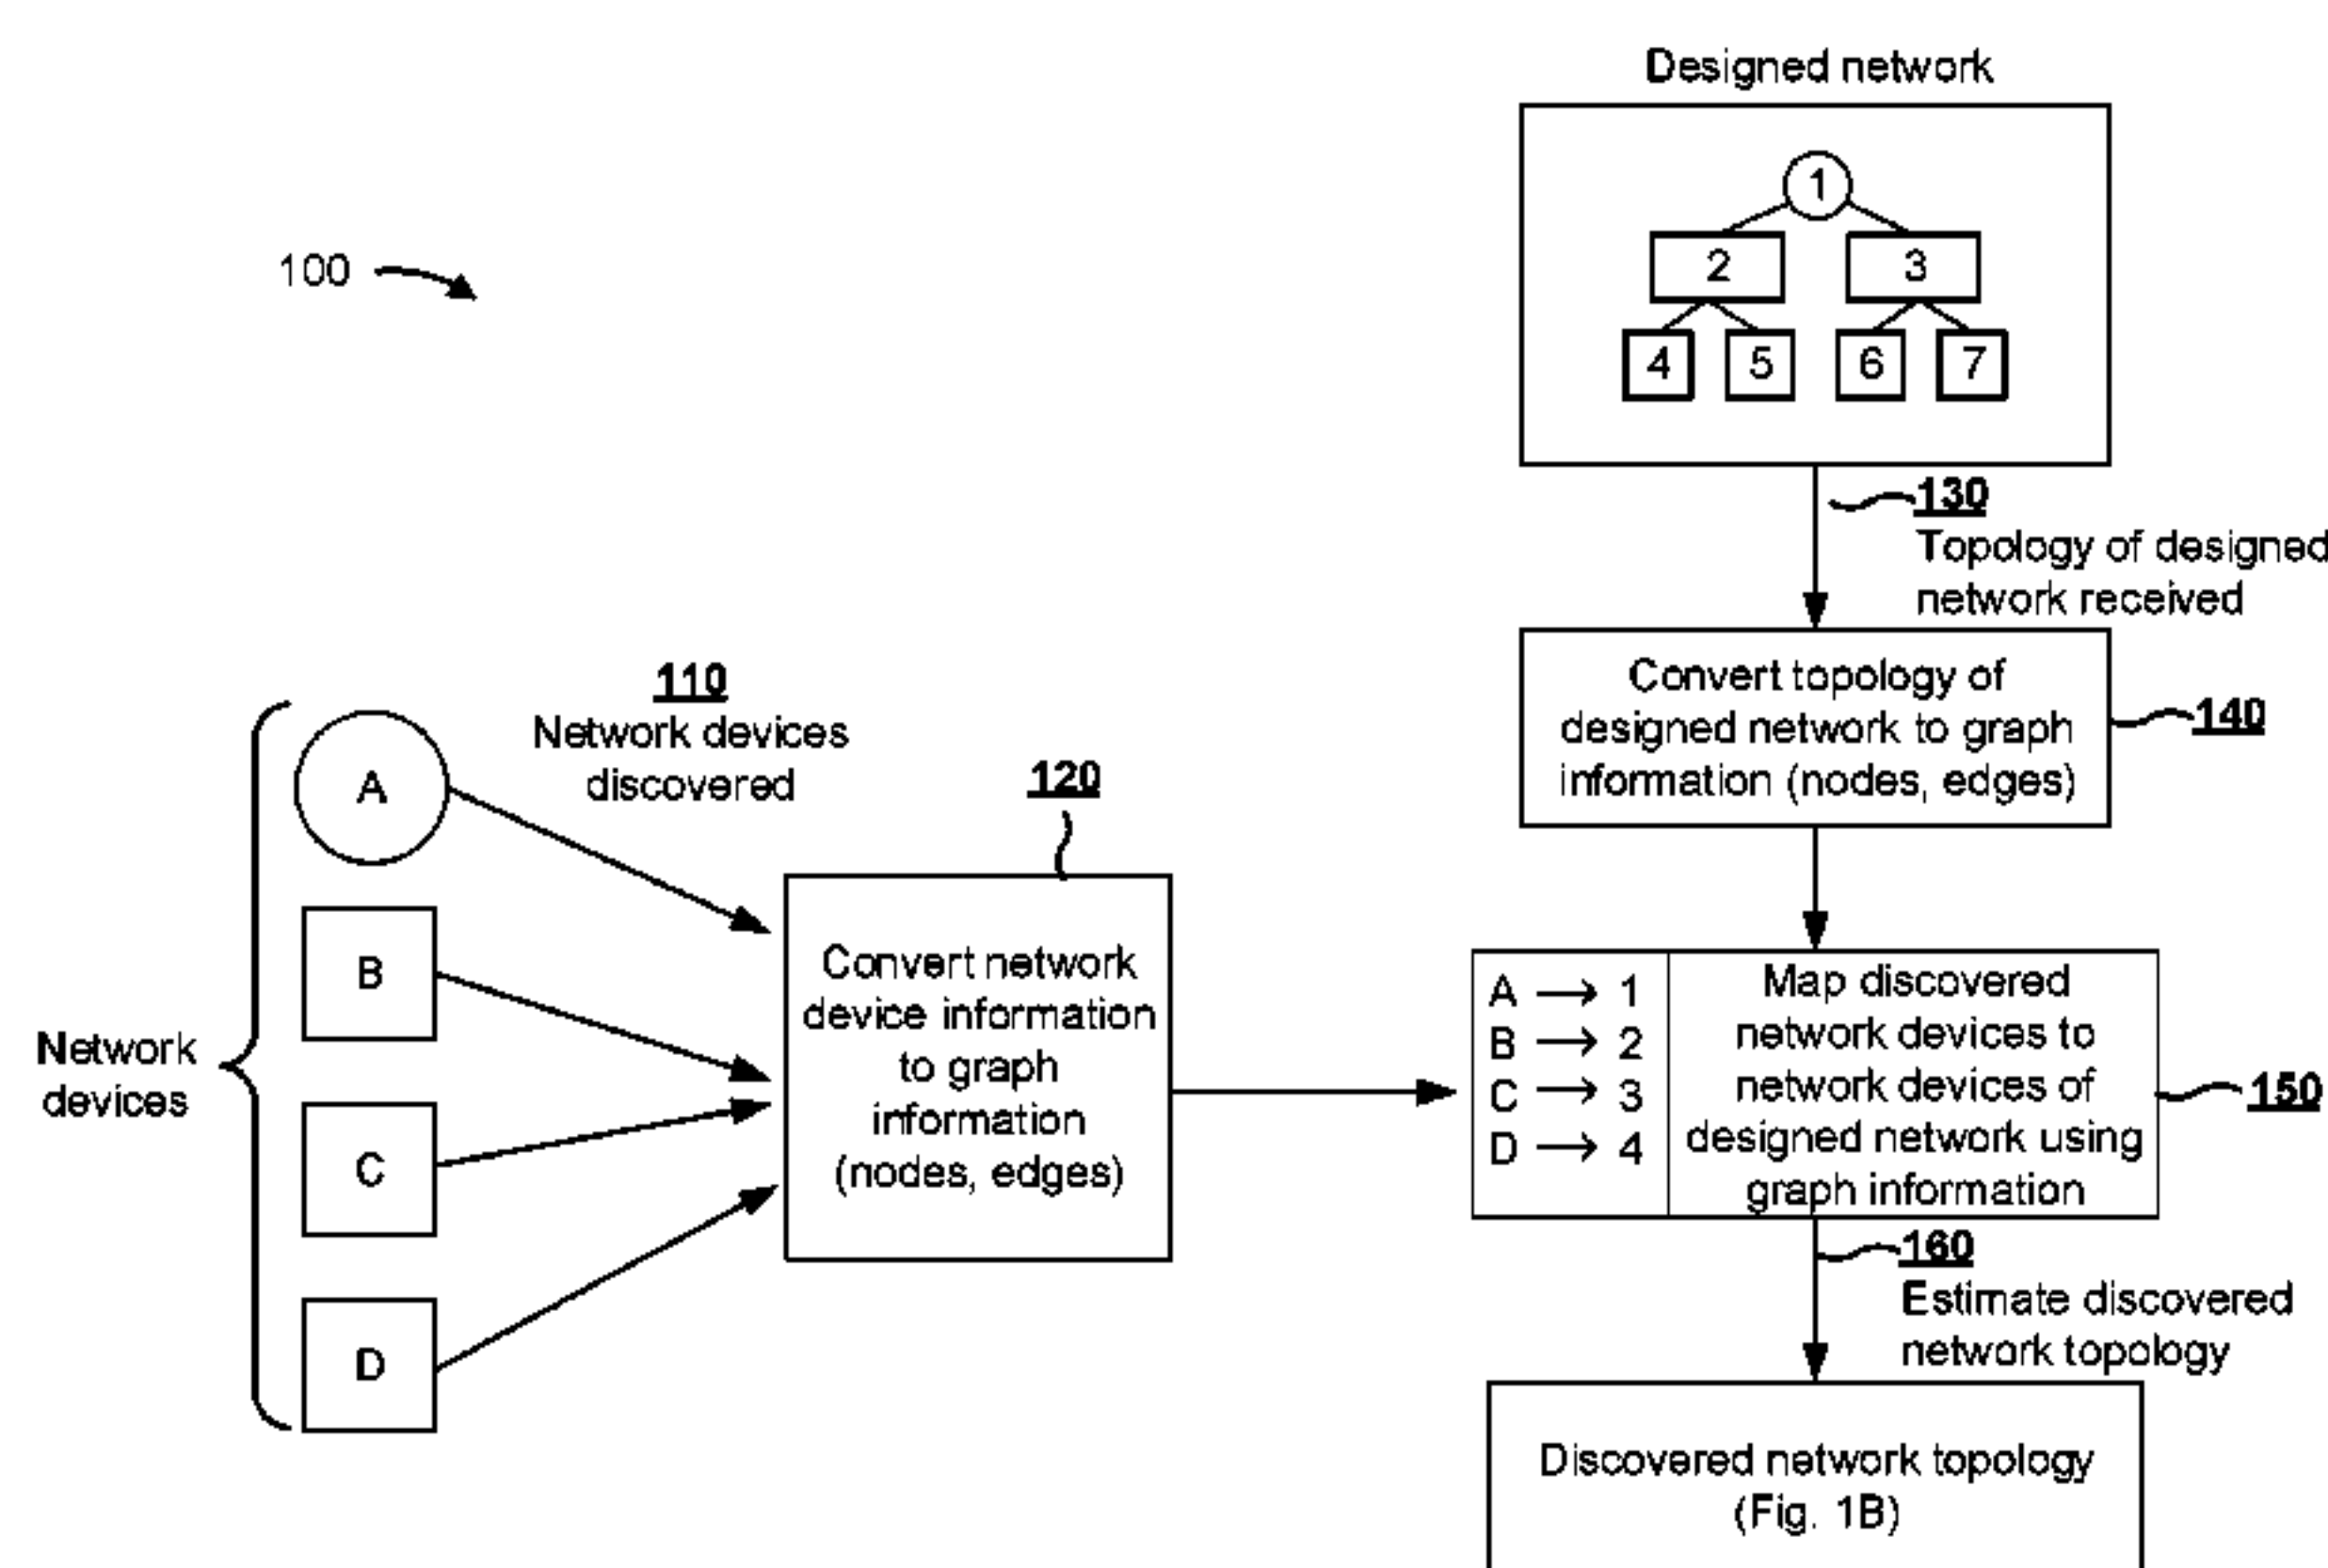 Designed network
1
2 3
4 5 6 7
100
130
Topology of designed
network received
Convert topology of
designed network to graph
information (nodes, edges)
140
110
Network devices
discovered
120
A
B
C
D
Network
devices
Convert network
device information
to graph
information
(nodes, edges)
A → 1
B → 2
C → 3
D → 4
Map discovered
network devices to
network devices of
designed network using
graph information
150
160
Estimate discovered
network topology
Discovered network topology
(Fig. 1B)